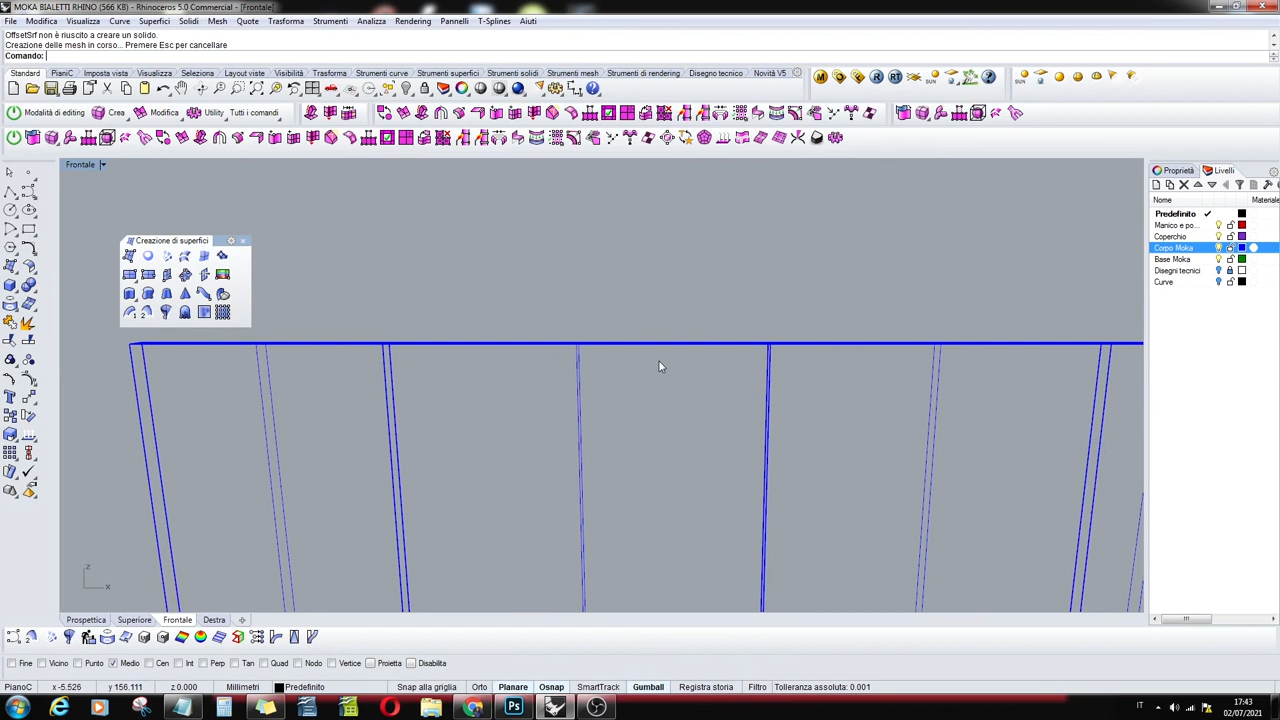 MOKA BIALETTI RHINO (566 KB) - Rhinoceros 5.0 Commercial - [Frontale]
File Modifica Visualizza Curve Superfici Solidi Mesh Quote Trasforma Strumenti Analizza Rendering Pannelli T-Splines Aiuti
OffsetSrf non è riuscito a creare un solido.
Creazione delle mesh in corso... Premere Esc per cancellare
Comando:
Standard PianiC Imposta vista Visualizza Seleziona Layout viste Visibilità Trasforma Strumenti curve Strumenti superfici Strumenti solidi Strumenti mesh Strumenti di rendering Disegno tecnico Novità V5
Modalità di editing Crea Modifica Utility Tutti i comandi
Frontale
Proprietà Livelli
Nome Materiale
Predefinito
Manico e po...
Coperchio
Corpo Moka
Base Moka
Disegni tecnici
Curve
Creazione di superfici
z
x
Prospettica Superiore Frontale Destra
Fine Vicino Punto Medio Cen Int Perp Tan Quad Nodo Vertice Proietta Disabilita
PianoC x -5.526 y 156.111 z 0.000 Millimetri Predefinito Snap alla griglia Orto Planare Osnap SmartTrack Gumball Registra storia Filtro Tolleranza assoluta: 0.001
IT 17:43
02/07/2021